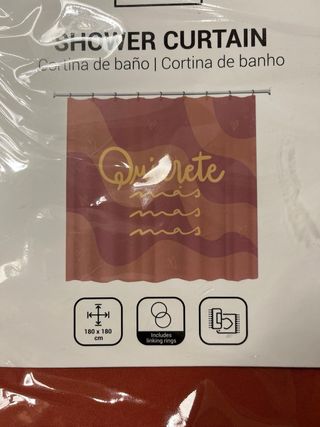 SHOWER CURTAIN
Cortina de baño | Cortina de banho
Quiérete
más
mas
mas
180 x 180
cm
Includes
linking rings